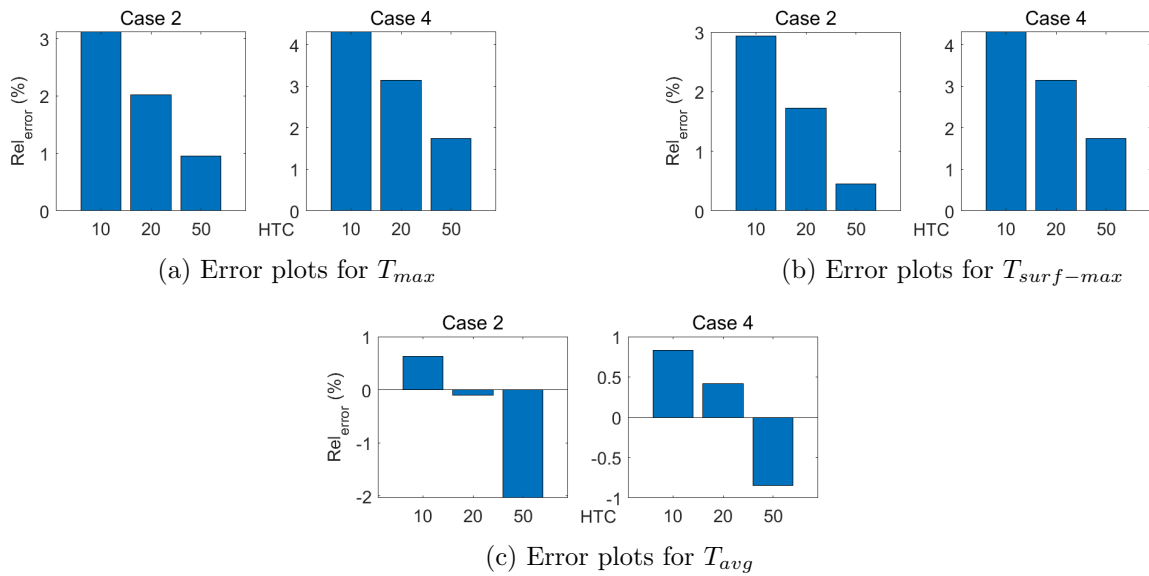 Case 2
Case 4
Rel_error (%)
3
2
1
0
4
3
2
1
0
10 20 50 HTC 10 20 50
(a) Error plots for T_max
Case 2
Case 4
Rel_error (%)
3
2
1
0
4
3
2
1
0
10 20 50 HTC 10 20 50
(b) Error plots for T_surf−max
Case 2
Case 4
Rel_error (%)
1
0
-1
-2
1
0.5
0
-0.5
-1
10 20 50 HTC 10 20 50
(c) Error plots for T_avg